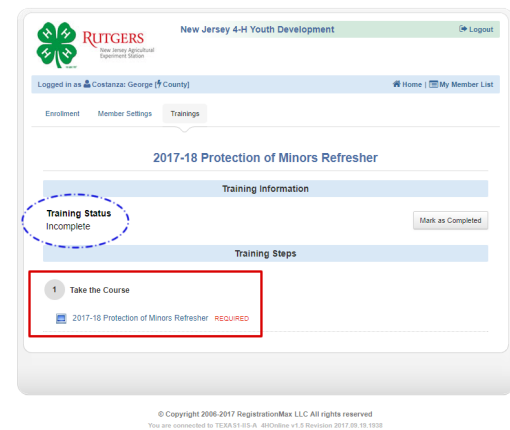 H H H H
RUTGERS
New Jersey Agricultural
Experiment Station
New Jersey 4-H Youth Development
Logout
Logged in as Costanza: George [ County]
Home | My Member List
Enrollment Member Settings Trainings
2017-18 Protection of Minors Refresher
Training Information
Training Status
Incomplete
Mark as Completed
Training Steps
1 Take the Course
2017-18 Protection of Minors Refresher REQUIRED
© Copyright 2006-2017 RegistrationMax LLC All rights reserved
You are connected to TEXAS1-IIS-A 4HOnline v1.5 Revision 2017.09.19.1938